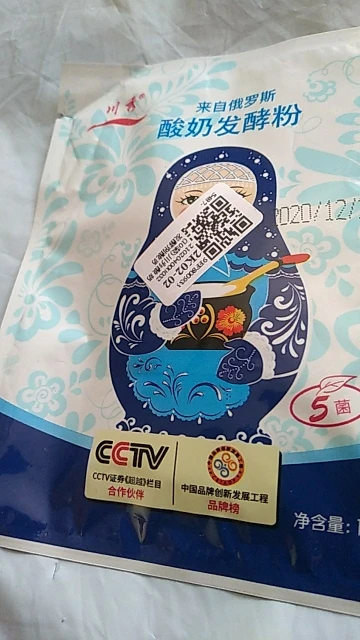 川秀
来自俄罗斯
酸奶发酵粉
2020/12/
2K02-02
5菌
CCTV
CCTV证券《超越》栏目
合作伙伴
中国品牌创新发展工程
品牌榜
净含量: